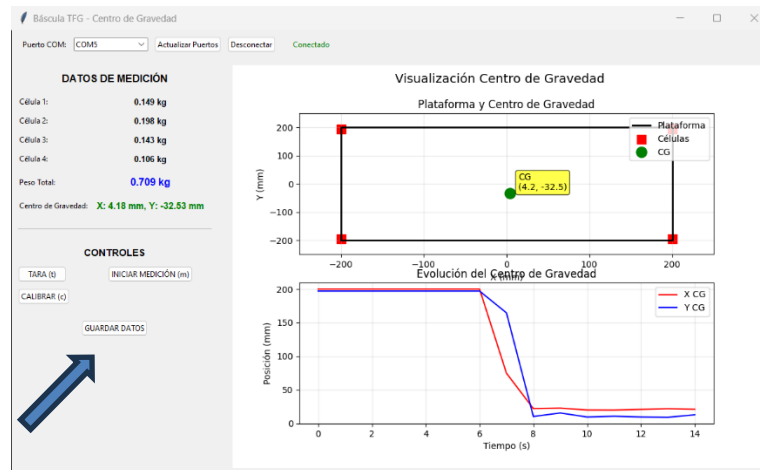 Báscula TFG - Centro de Gravedad
Puerto COM: COM5 Actualizar Puertos Desconectar Conectado
DATOS DE MEDICIÓN
Célula 1: 0.149 kg
Célula 2: 0.198 kg
Célula 3: 0.143 kg
Célula 4: 0.106 kg
Peso Total: 0.709 kg
Centro de Gravedad: X: 4.18 mm, Y: -32.53 mm
CONTROLES
TARA (t) INICIAR MEDICIÓN (m)
CALIBRAR (c)
GUARDAR DATOS
Visualización Centro de Gravedad
Plataforma y Centro de Gravedad
Plataforma
Células
CG
CG
(4.2, -32.5)
Y (mm)
200
100
0
−100
−200
−200 −100 0 100 200
X (mm)
Evolución del Centro de Gravedad
X CG
Y CG
Posición (mm)
200
150
100
50
0
0 2 4 6 8 10 12 14
Tiempo (s)